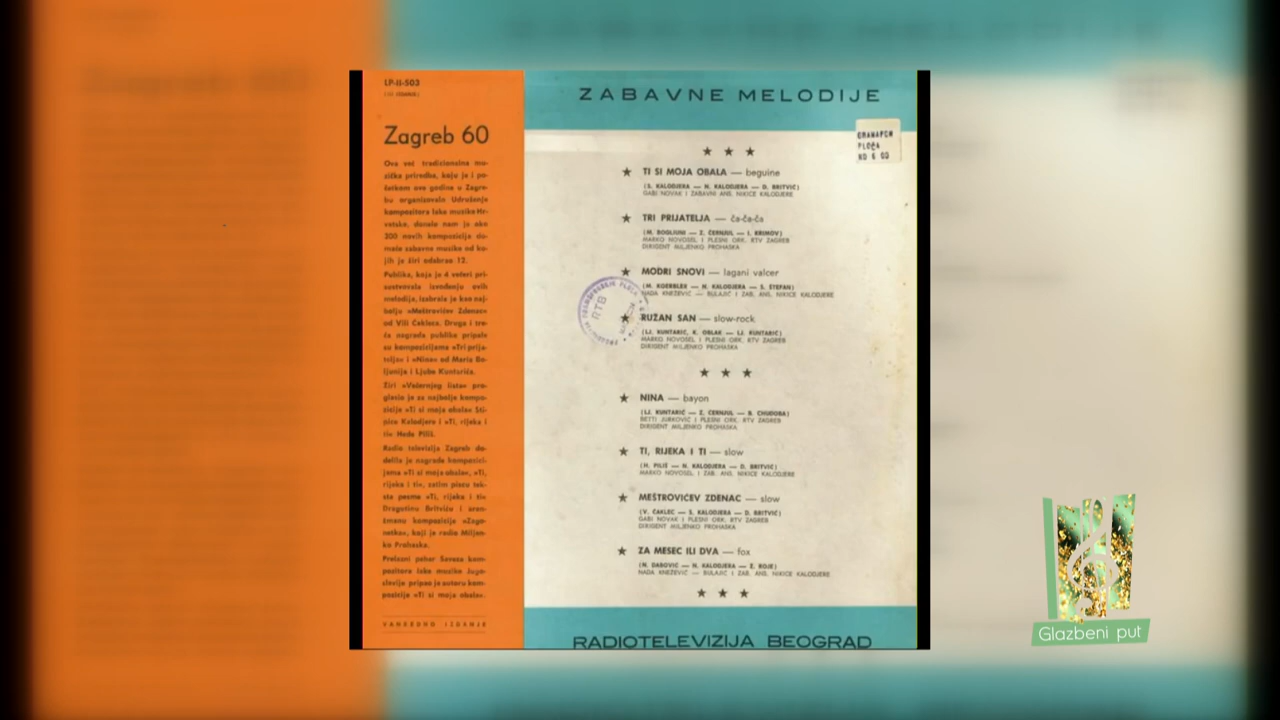 LP-II-503
Zagreb 60
Ova već tradicionalna mu-
zička priredba, koju je i po-
četkom ove godine u Zagre-
bu organizovalo Udruženje
kompozitora lake muzike Hr-
vatske, donela nam je oko
200 novih kompozicija do-
maće zabavne muzike od ko-
jih je žiri odabrao 12.
Publika, koja je 4 večeri pri-
sustvovala izvođenju ovih
melodija, izabrala je kao naj-
bolju »Meštrovićev Zdenac«
od Vili Čakleca. Druga i tre-
ća nagrada publike pripale
su kompozicijama »Tri prija-
telja« i »Nina« od Maria Bo-
ljunija i Ljube Kuntarića.
Žiri »Večernjeg lista« pro-
glasio je za najbolje kompo-
zicije »Ti si moja obala« Sti-
pice Kalodjere i »Ti, rijeka i
ti« Hede Piliš.
Radio televizija Zagreb do-
delila je nagrade kompozici-
jama »Ti si moja obala«, »Ti,
rijeka i ti«, zatim piscu tek-
sta pesme »Ti, rijeka i ti«
Dragutinu Britviću i aran-
žmanu kompozicije »Zago-
netka«, koji je radio Miljen-
ko Prohaska.
Prelazni pehar Saveza kom-
pozitora lake muzike Jugo-
slavije pripao je autoru kom-
pozicije »Ti si moja obala«.
VANREDNO IZDANJE
ZABAVNE MELODIJE
GRAMAFON
PLOČA
★ ★ ★
★ TI SI MOJA OBALA — beguine
(S. KALODJERA — N. KALODJERA — D. BRITVIĆ)
GABI NOVAK I ZABAVNI ANS. NIKICE KALODJERE
★ TRI PRIJATELJA — ča-ča-ča
(M. BOGLIUNI — Z. ČERNJUL — I. KRIMOV)
MARKO NOVOSEL I PLESNI ORK. RTV ZAGREB
DIRIGENT MILJENKO PROHASKA
★ MODRI SNOVI — lagani valcer
(M. KOERBLER — N. KALODJERA — S. ŠTEFAN)
NADA KNEŽEVIĆ — BULAJIĆ I ZAB. ANS. NIKICE KALODJERE
RTB
★ RUŽAN SAN — slow-rock
(LJ. KUNTARIĆ, K. OBLAK — LJ. KUNTARIĆ)
MARKO NOVOSEL I PLESNI ORK. RTV ZAGREB
DIRIGENT MILJENKO PROHASKA
★ ★ ★
★ NINA — bayon
(LJ. KUNTARIĆ — Z. ČERNJUL — B. CHUDOBA)
BETTI JURKOVIĆ I PLESNI ORK. RTV ZAGREB
DIRIGENT MILJENKO PROHASKA
★ TI, RIJEKA I TI — slow
(H. PILIŠ — N. KALODJERA — D. BRITVIĆ)
MARKO NOVOSEL I ZAB. ANS. NIKICE KALODJERE
★ MEŠTROVIĆEV ZDENAC — slow
(V. ČAKLEC — S. KALODJERA — D. BRITVIĆ)
GABI NOVAK I PLESNI ORK. RTV ZAGREB
DIRIGENT MILJENKO PROHASKA
★ ZA MESEC ILI DVA — fox
(N. DABOVIĆ — N. KALODJERA — Ž. ROJE)
NADA KNEŽEVIĆ — BULAJIĆ I ZAB. ANS. NIKICE KALODJERE
★ ★ ★
RADIOTELEVIZIJA BEOGRAD
Glazbeni put